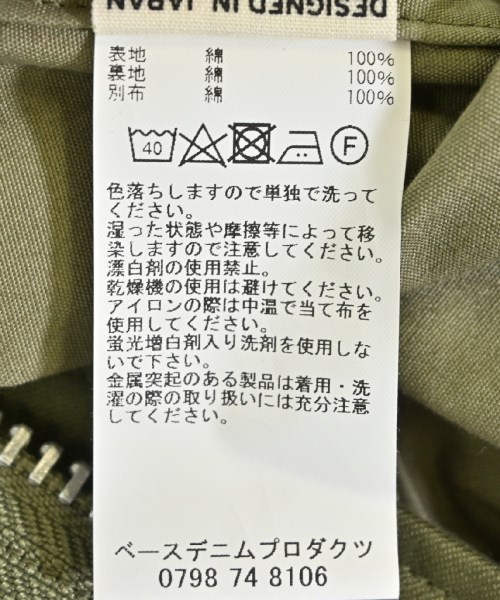 DESIGNED IN JAPAN
表地 綿 100%
裏地 綿 100%
別布 綿 100%
40 F
色落ちしますので単独で洗って
ください。
湿った状態や摩擦等によって移
染しますので注意してください。
漂白剤の使用禁止。
乾燥機の使用は避けてください。
アイロンの際は中温で当て布を
使用してください。
蛍光増白剤入り洗剤を使用しな
いで下さい。
金属突起のある製品は着用・洗
濯の際の取り扱いには充分注意
してください。
ベースデニムプロダクツ
0798 74 8106